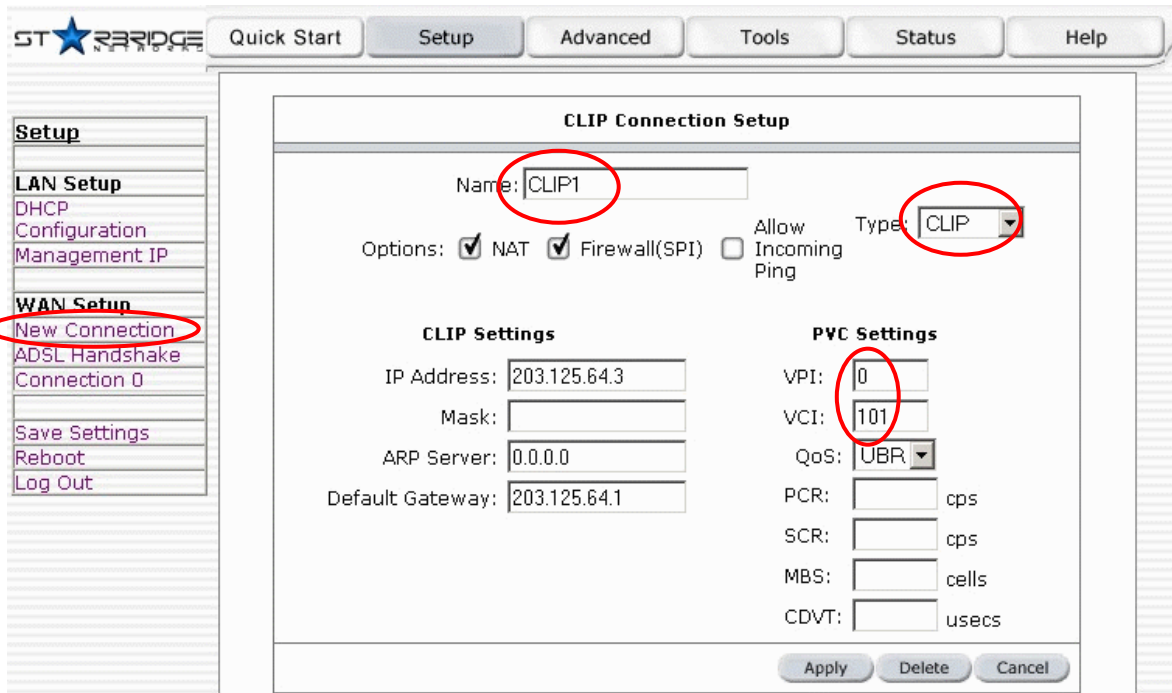 STARBRIDGE
NETWORKS
Quick Start
Setup
Advanced
Tools
Status
Help
Setup
LAN Setup
DHCP
Configuration
Management IP
WAN Setup
New Connection
ADSL Handshake
Connection 0
Save Settings
Reboot
Log Out
CLIP Connection Setup
Name: CLIP1
Type: CLIP
Options: NAT Firewall(SPI) Allow
Incoming
Ping
CLIP Settings
IP Address: 203.125.64.3
Mask:
ARP Server: 0.0.0.0
Default Gateway: 203.125.64.1
PVC Settings
VPI: 0
VCI: 101
QoS: UBR
PCR: cps
SCR: cps
MBS: cells
CDVT: usecs
Apply Delete Cancel